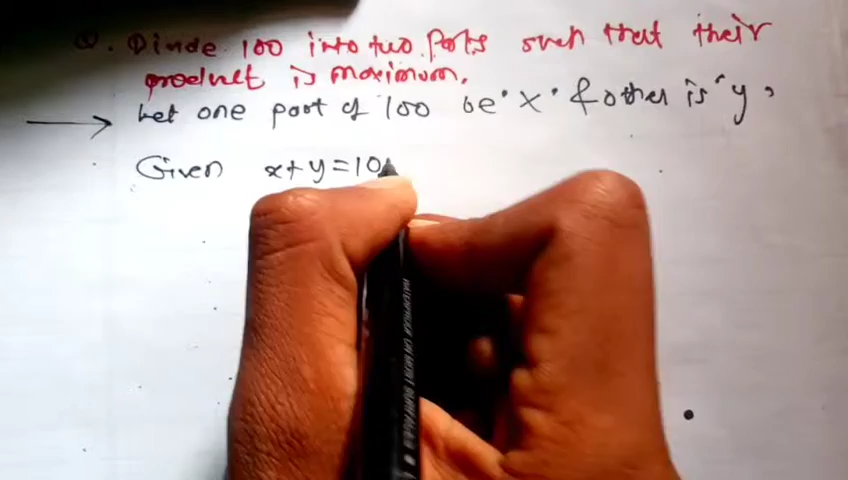 Q. Divide 100 into two Parts such that their
product is maximum.
Let one part of 100 be 'x' & other is 'y'
Given x+y=10